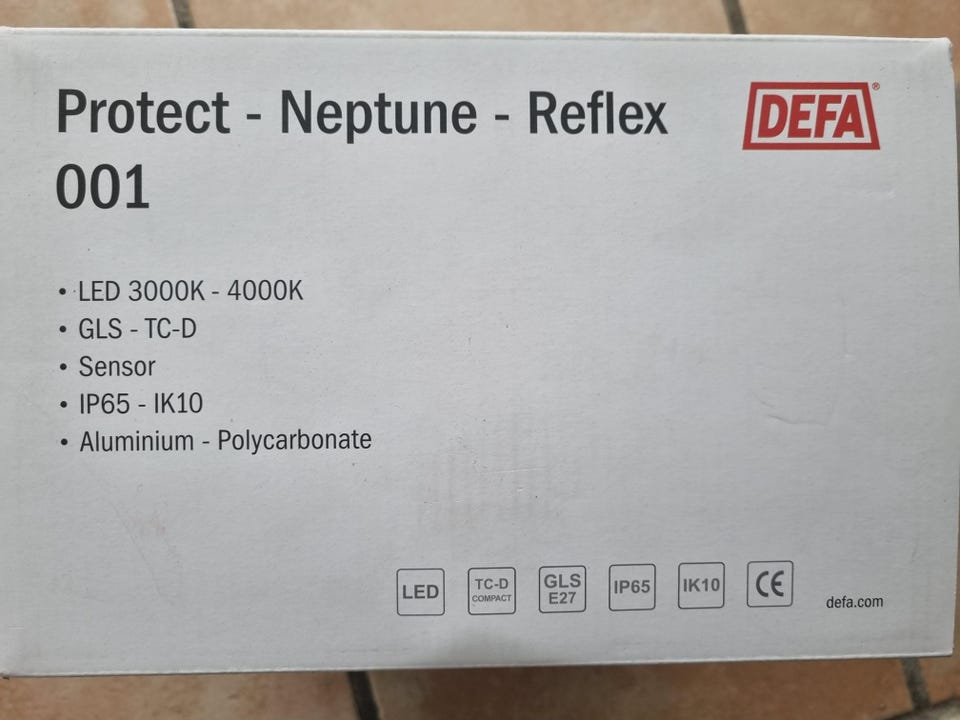 Protect - Neptune - Reflex
001
DEFA®
• LED 3000K - 4000K
• GLS - TC-D
• Sensor
• IP65 - IK10
• Aluminium - Polycarbonate
LED
TC-D
COMPACT
GLS
E27
IP65
IK10
CE
defa.com